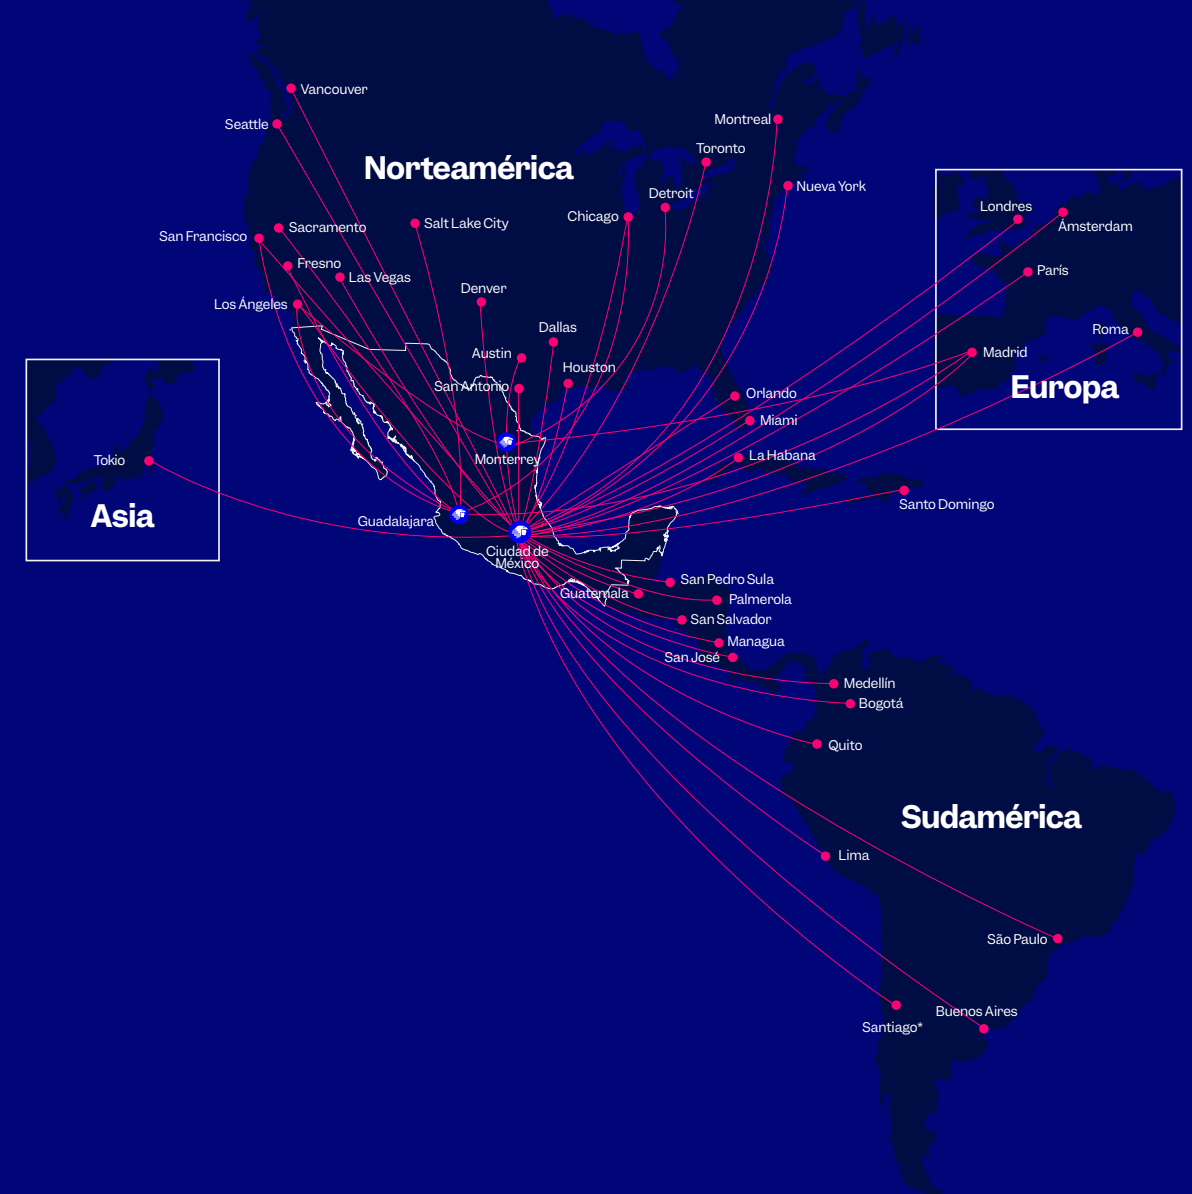 Vancouver
Seattle
Montreal
Toronto
Norteamérica
Nueva York
Detroit
Chicago
Londres
Ámsterdam
Sacramento
Salt Lake City
San Francisco
Fresno
Las Vegas
París
Denver
Los Ángeles
Dallas
Roma
Austin
Madrid
Houston
San Antonio
Europa
Orlando
Miami
La Habana
Monterrey
Tokio
Santo Domingo
Asia
Guadalajara
Ciudad de
México
San Pedro Sula
Guatemala
Palmerola
San Salvador
Managua
San José
Medellín
Bogotá
Quito
Sudamérica
Lima
São Paulo
Buenos Aires
Santiago*